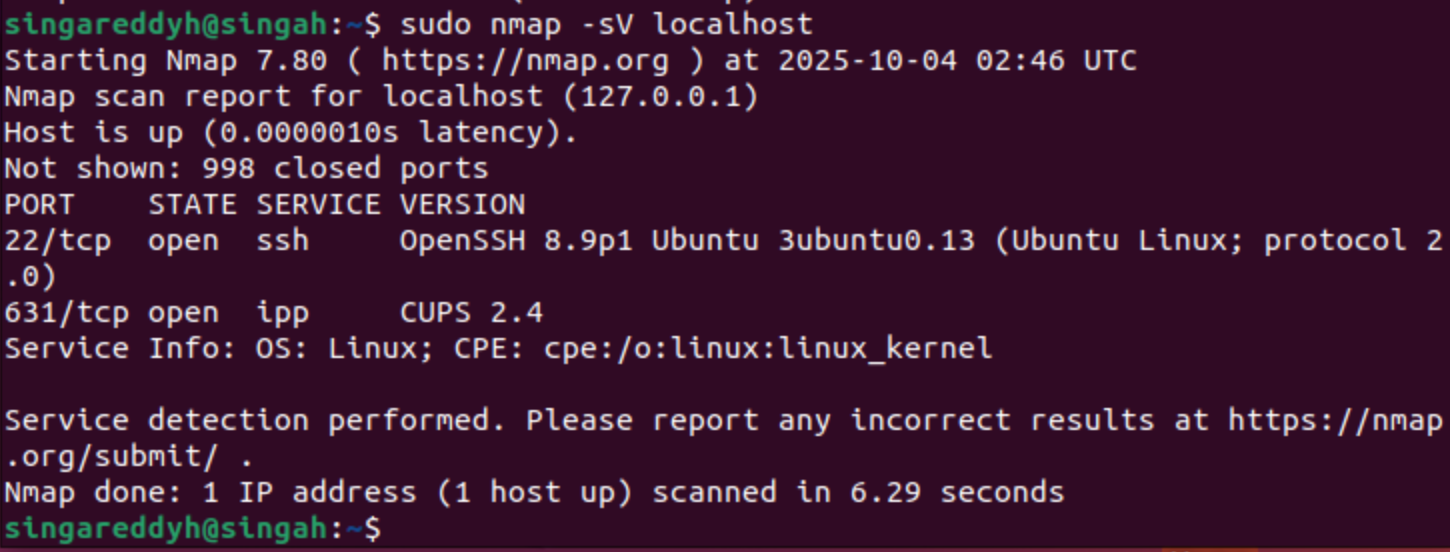 singareddyh@singah:~$ sudo nmap -sV localhost
Starting Nmap 7.80 ( https://nmap.org ) at 2025-10-04 02:46 UTC
Nmap scan report for localhost (127.0.0.1)
Host is up (0.0000010s latency).
Not shown: 998 closed ports
PORT    STATE SERVICE VERSION
22/tcp  open  ssh     OpenSSH 8.9p1 Ubuntu 3ubuntu0.13 (Ubuntu Linux; protocol 2
.0)
631/tcp open  ipp     CUPS 2.4
Service Info: OS: Linux; CPE: cpe:/o:linux:linux_kernel

Service detection performed. Please report any incorrect results at https://nmap
.org/submit/ .
Nmap done: 1 IP address (1 host up) scanned in 6.29 seconds
singareddyh@singah:~$